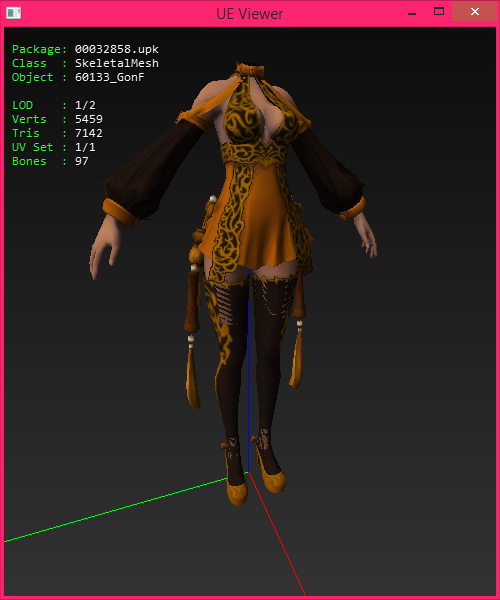 UE Viewer
Package: 00032858.upk
Class  : SkeletalMesh
Object : 60133_GonF
LOD    : 1/2
Verts  : 5459
Tris   : 7142
UV Set : 1/1
Bones  : 97